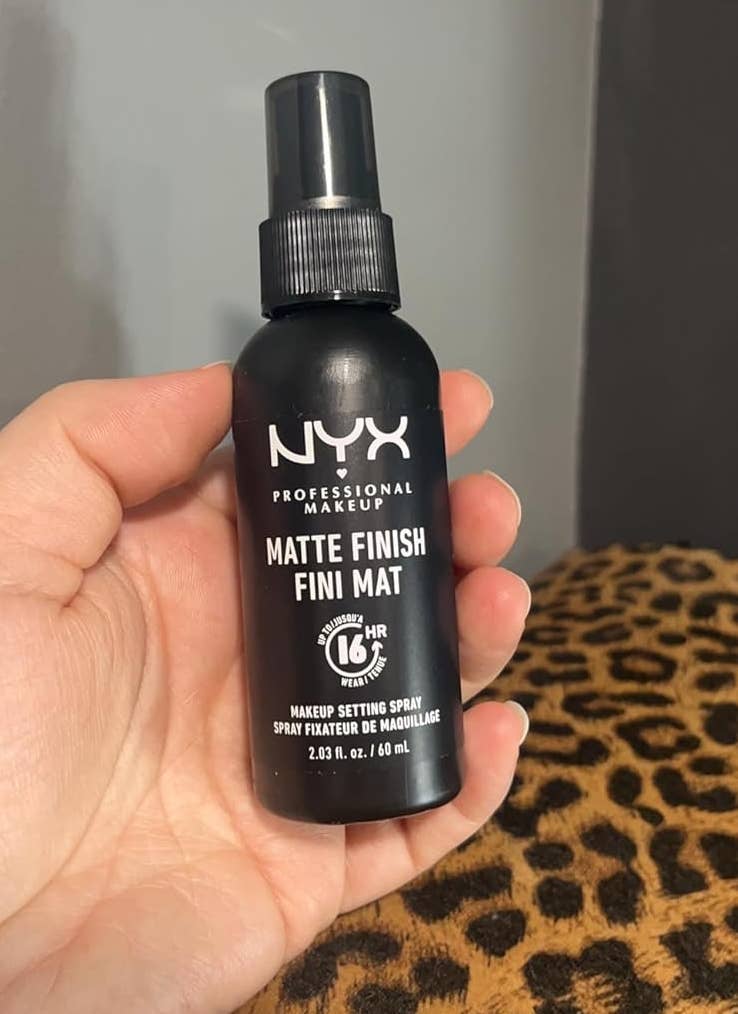 NYX
PROFESSIONAL
MAKEUP
MATTE FINISH
FINI MAT
UP TO/JUSQU'A
16 HR
WEAR/TENUE
MAKEUP SETTING SPRAY
SPRAY FIXATEUR DE MAQUILLAGE
2.03 fl. oz. / 60 mL